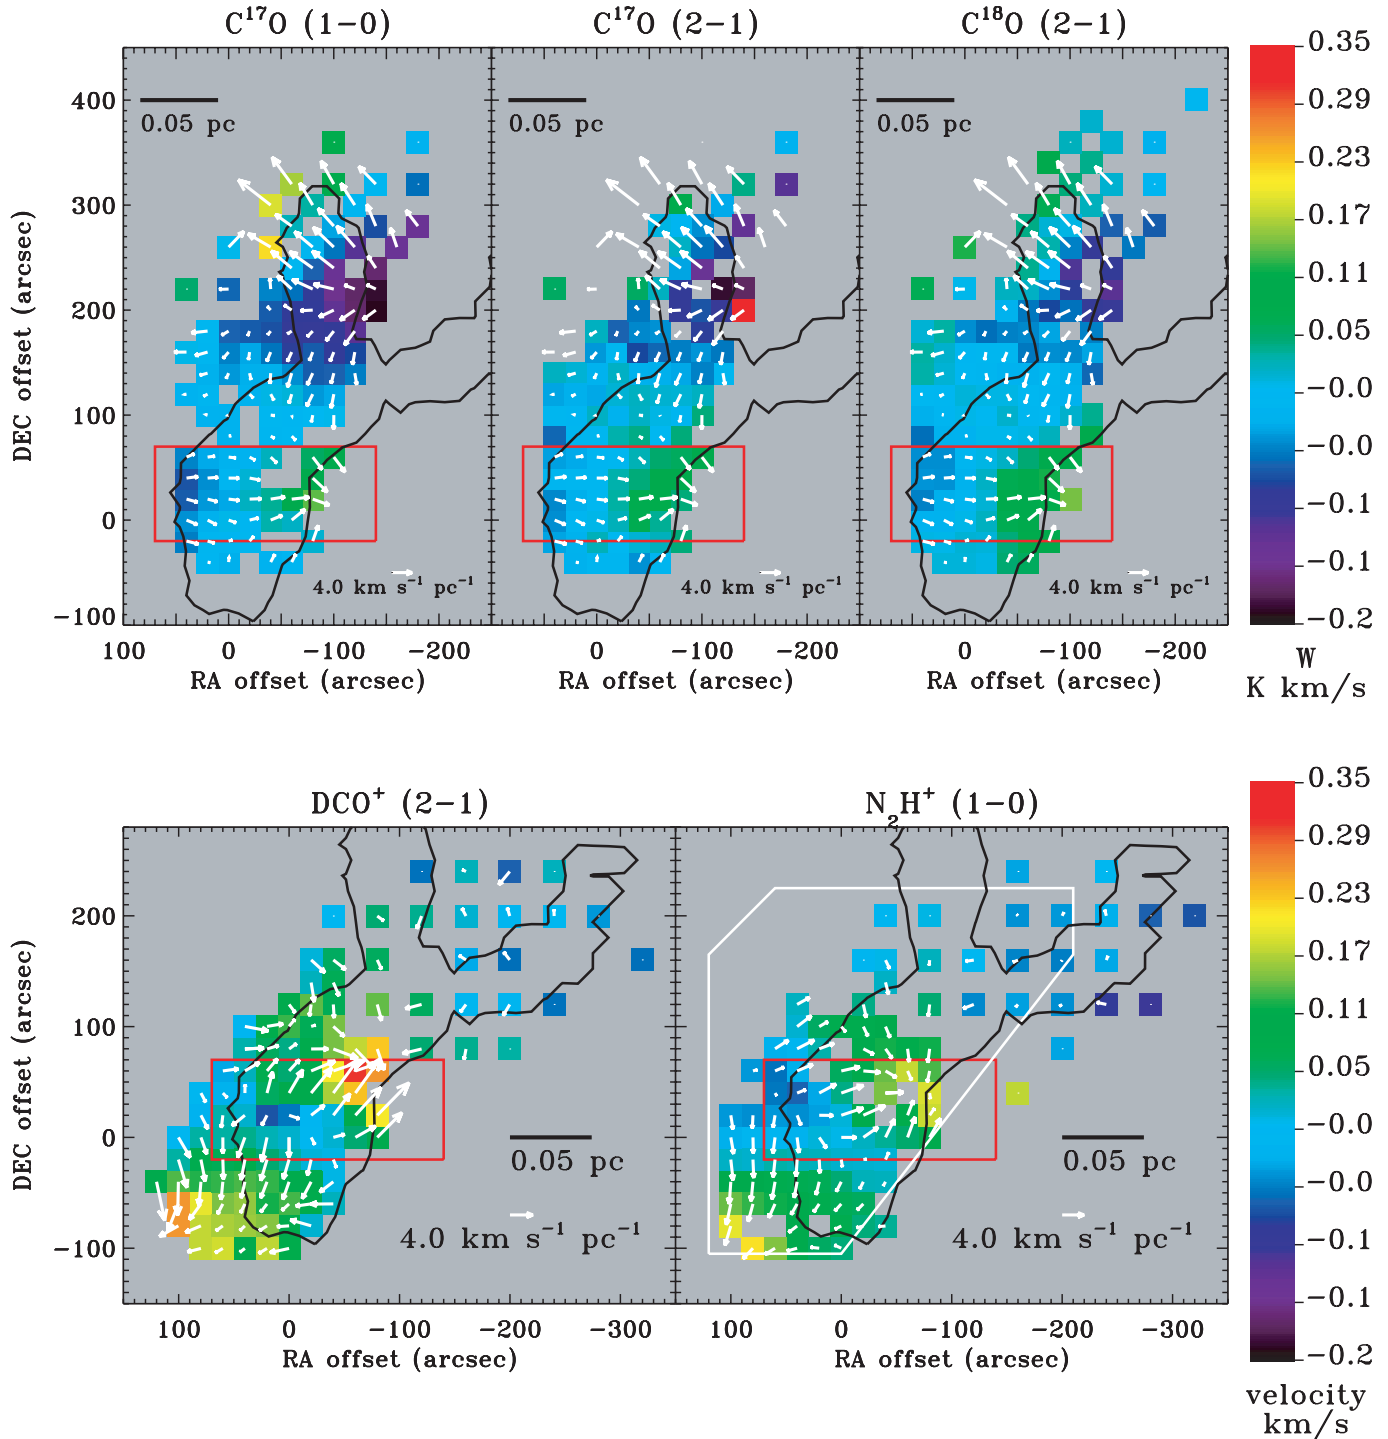 C¹⁷O (1−0) C¹⁷O (2−1) C¹⁸O (2−1)
0.05 pc 0.05 pc 0.05 pc
DEC offset (arcsec)
400
300
200
100
0
−100
4.0 km s⁻¹ pc⁻¹ 4.0 km s⁻¹ pc⁻¹ 4.0 km s⁻¹ pc⁻¹
100 0 −100 −200 0 −100 −200 0 −100 −200
RA offset (arcsec) RA offset (arcsec) RA offset (arcsec)
0.35
0.29
0.23
0.17
0.11
0.05
−0.0
−0.0
−0.1
−0.1
−0.2
W
K km/s
DCO⁺ (2−1) N₂H⁺ (1−0)
DEC offset (arcsec)
200
100
0
−100
0.05 pc 0.05 pc
4.0 km s⁻¹ pc⁻¹ 4.0 km s⁻¹ pc⁻¹
100 0 −100 −200 −300 100 0 −100 −200 −300
RA offset (arcsec) RA offset (arcsec)
0.35
0.29
0.23
0.17
0.11
0.05
−0.0
−0.0
−0.1
−0.1
−0.2
velocity
km/s